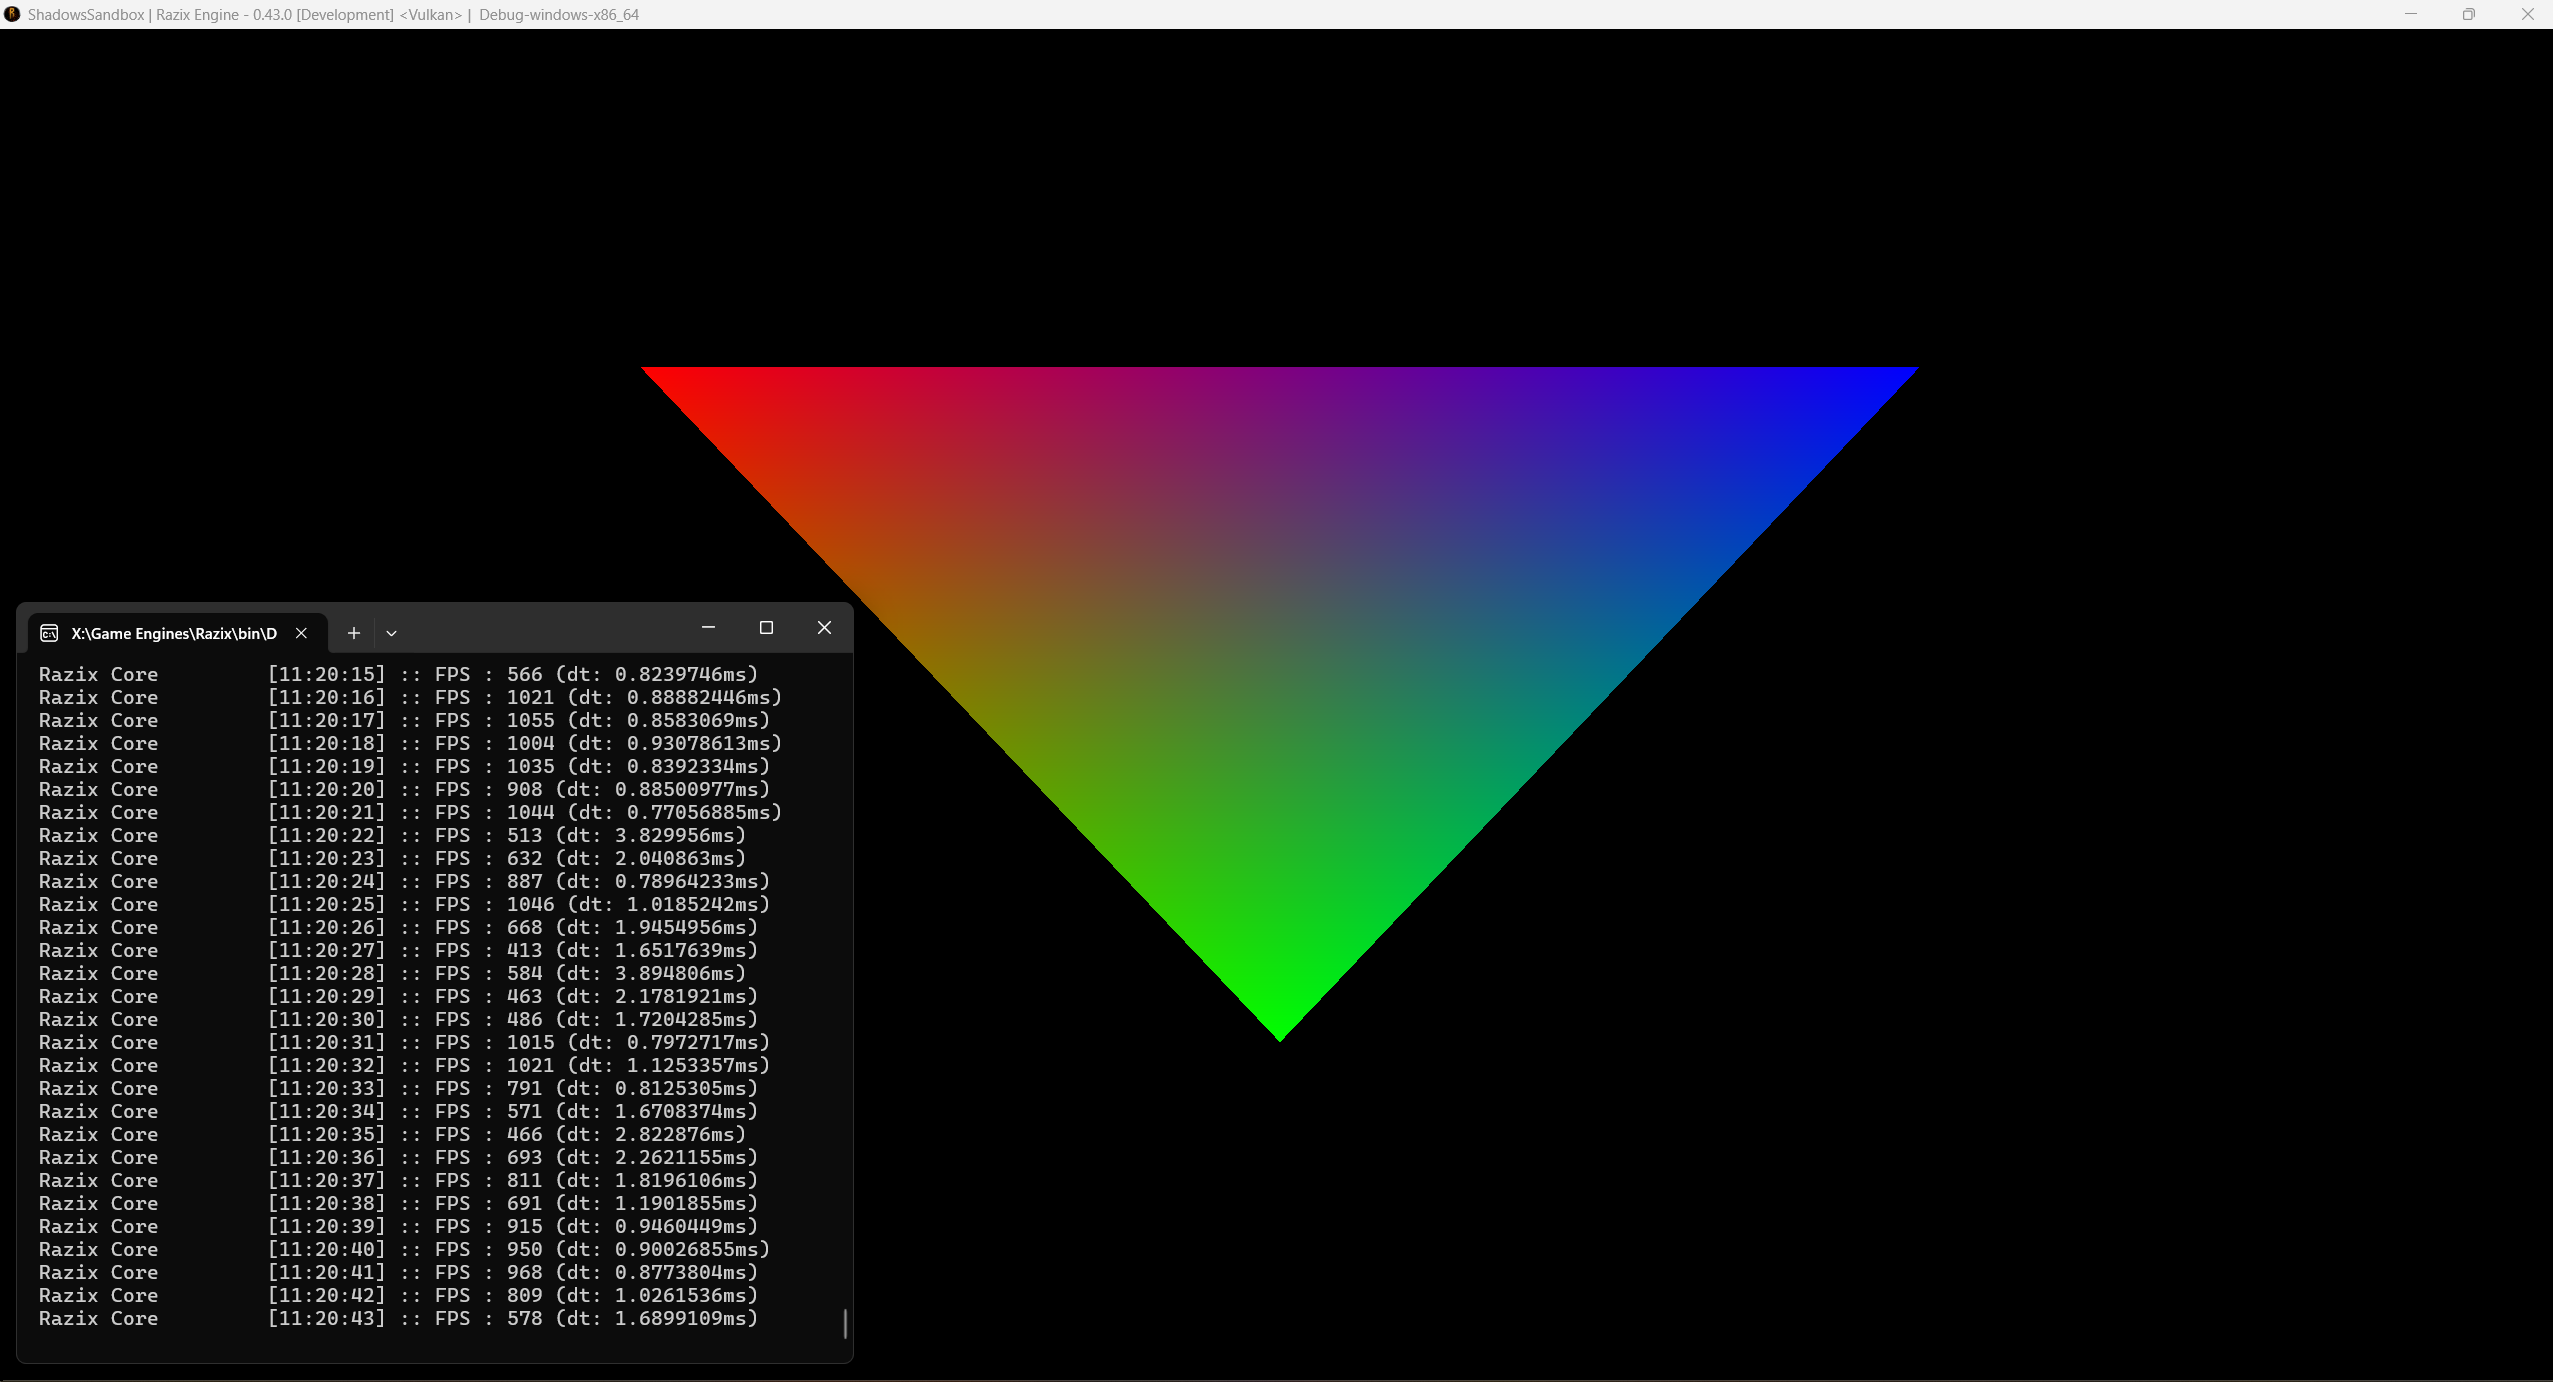 ShadowsSandbox | Razix Engine - 0.43.0 [Development] <Vulkan> | Debug-windows-x86_64
X:\Game Engines\Razix\bin\D
Razix Core [11:20:15] :: FPS : 566 (dt: 0.8239746ms)
Razix Core [11:20:16] :: FPS : 1021 (dt: 0.88882446ms)
Razix Core [11:20:17] :: FPS : 1055 (dt: 0.8583069ms)
Razix Core [11:20:18] :: FPS : 1004 (dt: 0.93078613ms)
Razix Core [11:20:19] :: FPS : 1035 (dt: 0.8392334ms)
Razix Core [11:20:20] :: FPS : 908 (dt: 0.88500977ms)
Razix Core [11:20:21] :: FPS : 1044 (dt: 0.77056885ms)
Razix Core [11:20:22] :: FPS : 513 (dt: 3.829956ms)
Razix Core [11:20:23] :: FPS : 632 (dt: 2.040863ms)
Razix Core [11:20:24] :: FPS : 887 (dt: 0.78964233ms)
Razix Core [11:20:25] :: FPS : 1046 (dt: 1.0185242ms)
Razix Core [11:20:26] :: FPS : 668 (dt: 1.9454956ms)
Razix Core [11:20:27] :: FPS : 413 (dt: 1.6517639ms)
Razix Core [11:20:28] :: FPS : 584 (dt: 3.894806ms)
Razix Core [11:20:29] :: FPS : 463 (dt: 2.1781921ms)
Razix Core [11:20:30] :: FPS : 486 (dt: 1.7204285ms)
Razix Core [11:20:31] :: FPS : 1015 (dt: 0.7972717ms)
Razix Core [11:20:32] :: FPS : 1021 (dt: 1.1253357ms)
Razix Core [11:20:33] :: FPS : 791 (dt: 0.8125305ms)
Razix Core [11:20:34] :: FPS : 571 (dt: 1.6708374ms)
Razix Core [11:20:35] :: FPS : 466 (dt: 2.822876ms)
Razix Core [11:20:36] :: FPS : 693 (dt: 2.2621155ms)
Razix Core [11:20:37] :: FPS : 811 (dt: 1.8196106ms)
Razix Core [11:20:38] :: FPS : 691 (dt: 1.1901855ms)
Razix Core [11:20:39] :: FPS : 915 (dt: 0.9460449ms)
Razix Core [11:20:40] :: FPS : 950 (dt: 0.90026855ms)
Razix Core [11:20:41] :: FPS : 968 (dt: 0.8773804ms)
Razix Core [11:20:42] :: FPS : 809 (dt: 1.0261536ms)
Razix Core [11:20:43] :: FPS : 578 (dt: 1.6899109ms)